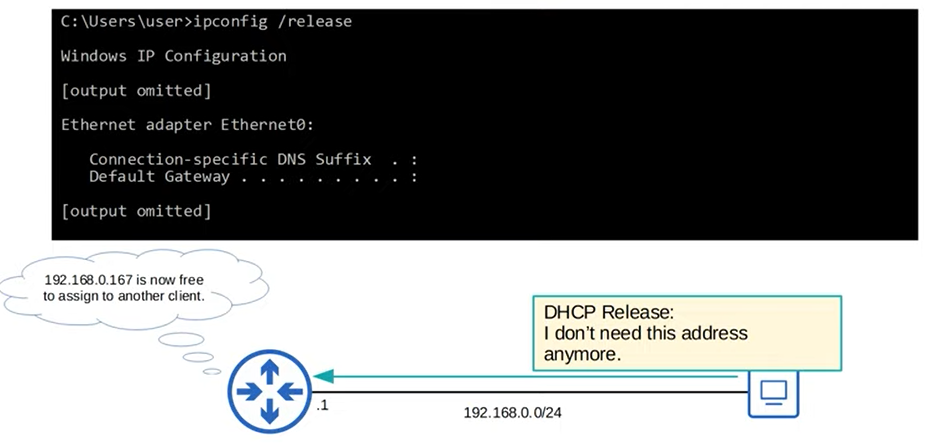 C:\Users\user>ipconfig /release
Windows IP Configuration
[output omitted]
Ethernet adapter Ethernet0:
Connection-specific DNS Suffix . :
Default Gateway . . . . . . . . . :
[output omitted]
192.168.0.167 is now free
to assign to another client.
DHCP Release:
I don’t need this address
anymore.
.1
192.168.0.0/24